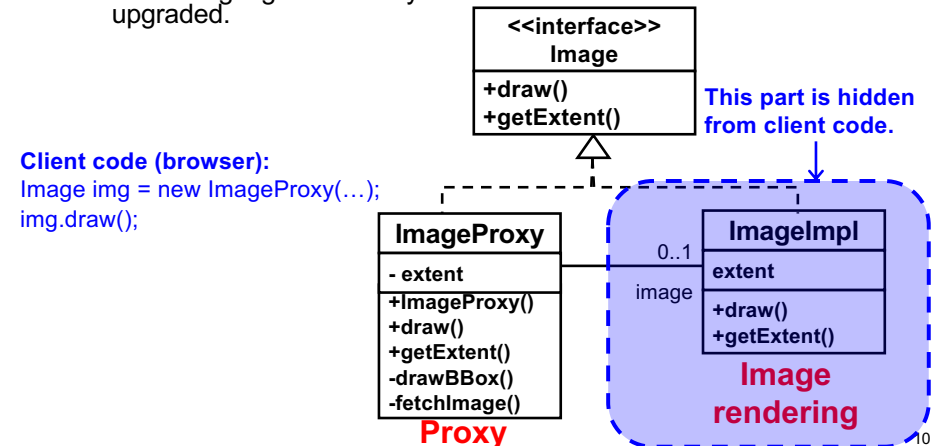 upgraded.
<<interface>>
Image
+draw()
+getExtent()
This part is hidden
from client code.
Client code (browser):
Image img = new ImageProxy(…);
img.draw();
ImageProxy
- extent
+ImageProxy()
+draw()
+getExtent()
-drawBBox()
-fetchImage()
Proxy
0..1
image
ImageImpl
extent
+draw()
+getExtent()
Image
rendering
10